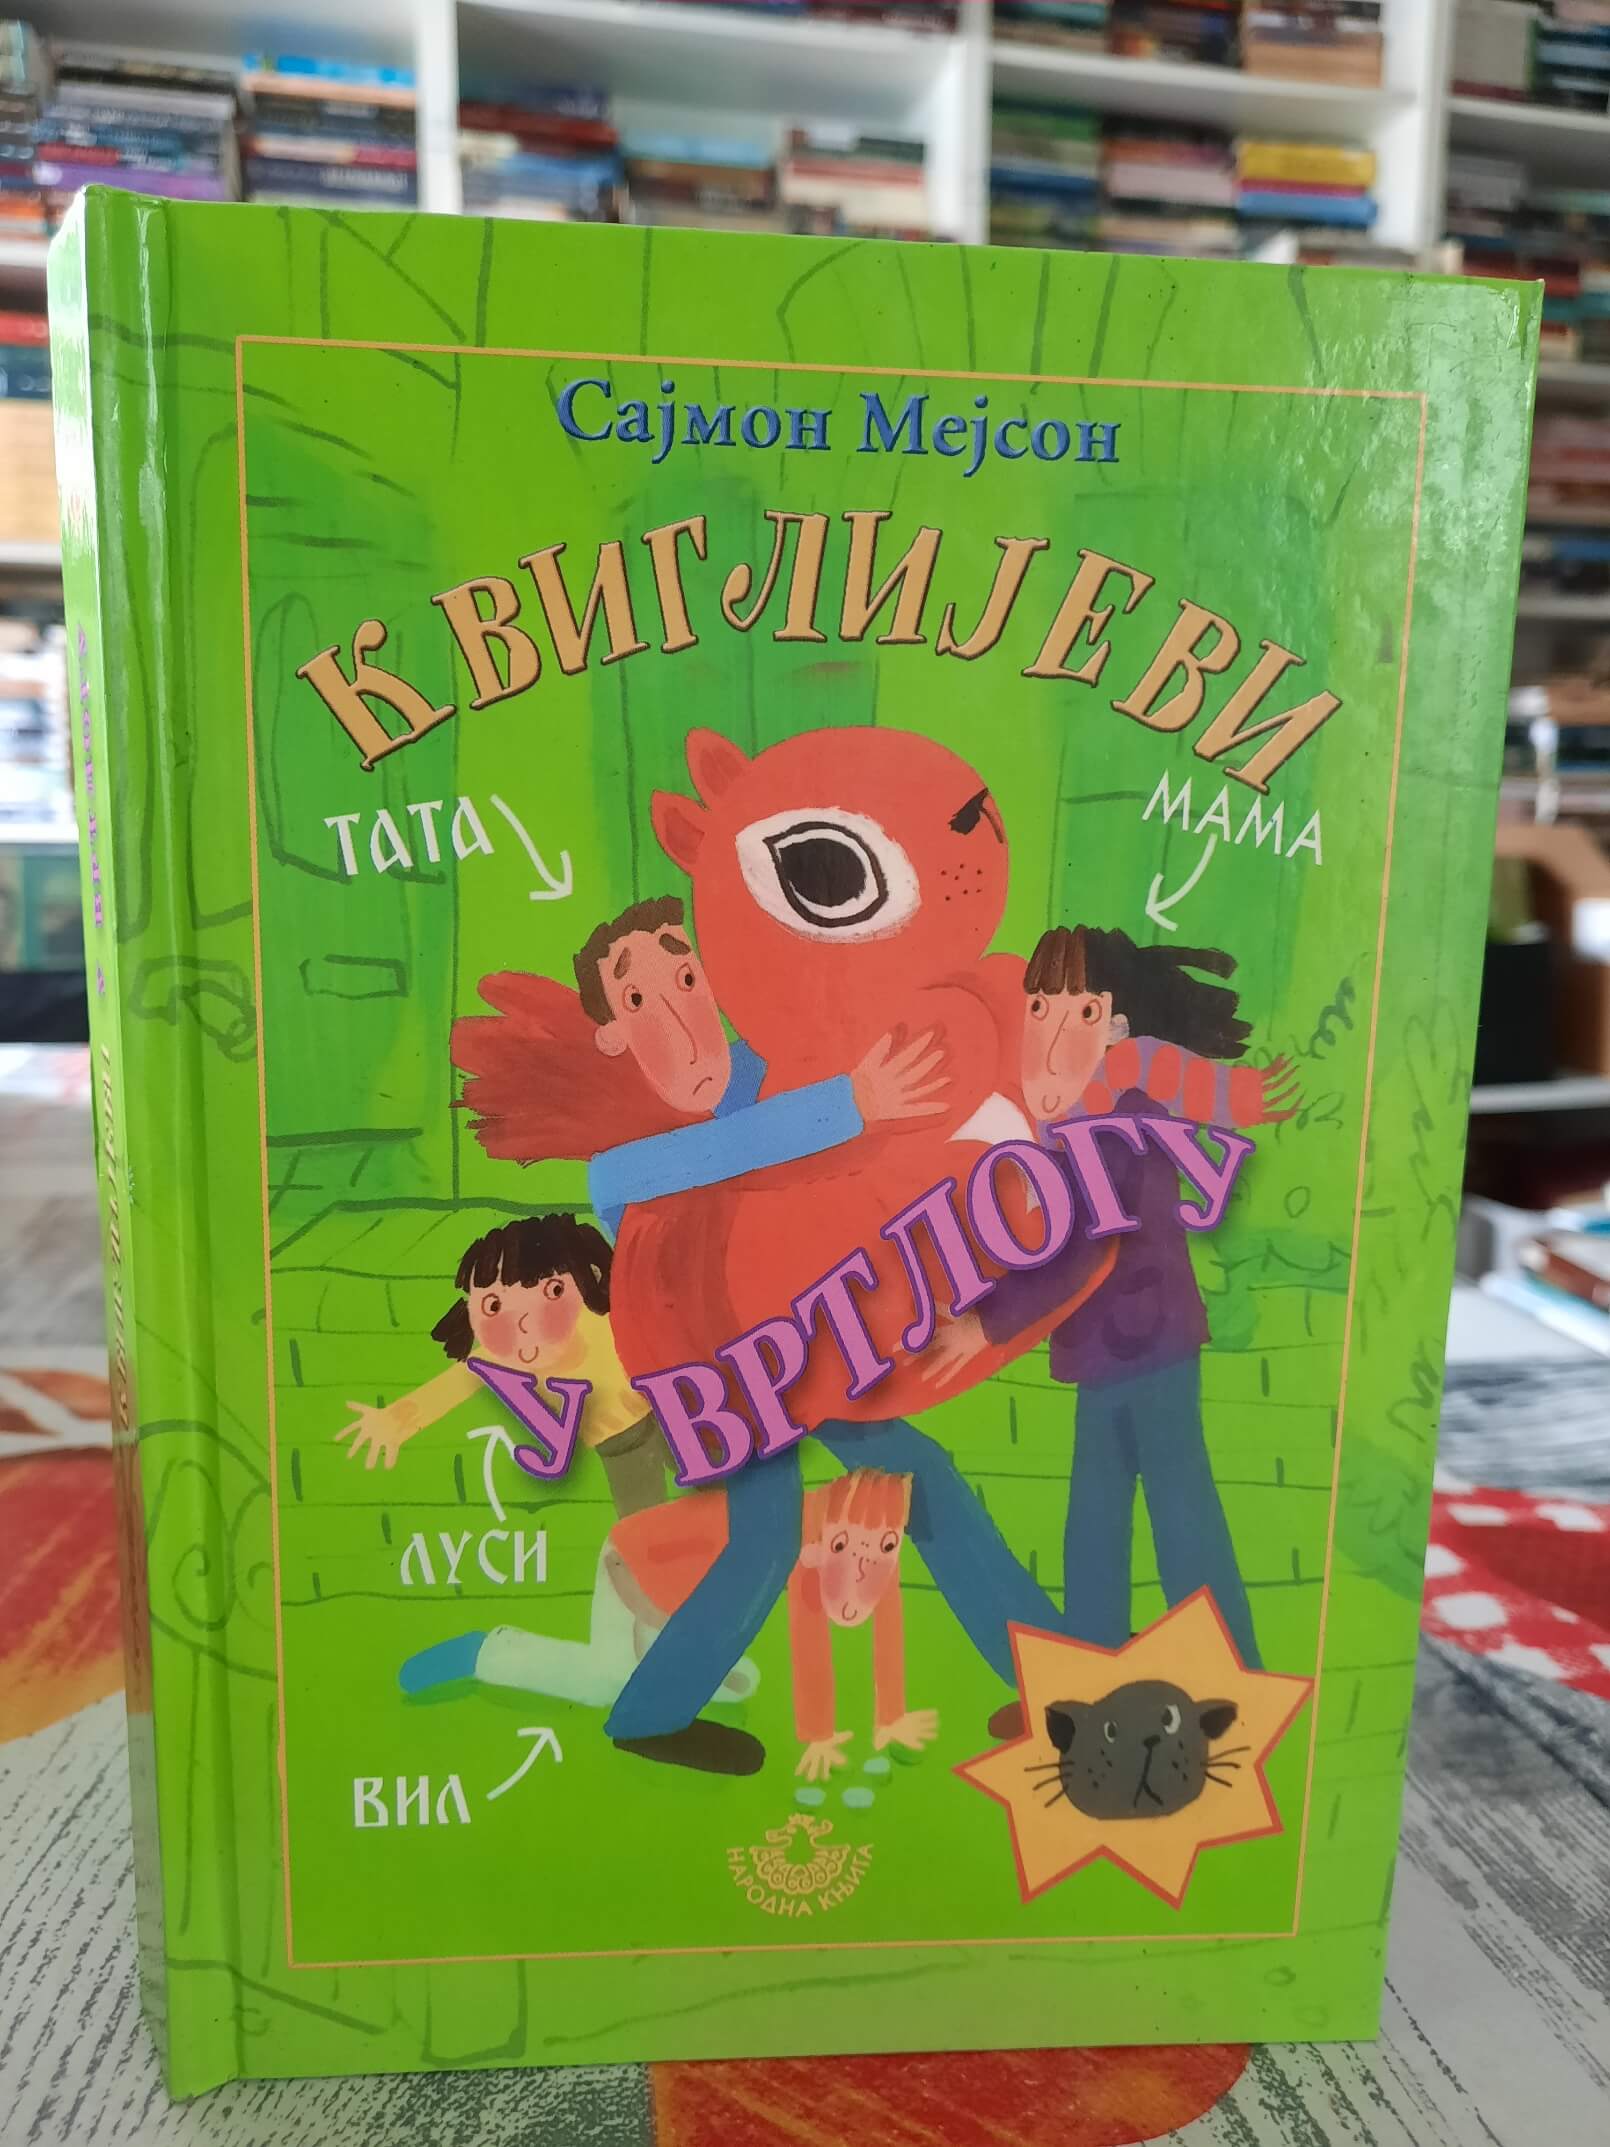 Сајмон Мејсон
КВИГЛИЈЕВИ
ТАТА
МАМА
У ВРТЛОГУ
ЛУСИ
ВИЛ
НАРОДНА КЊИГА